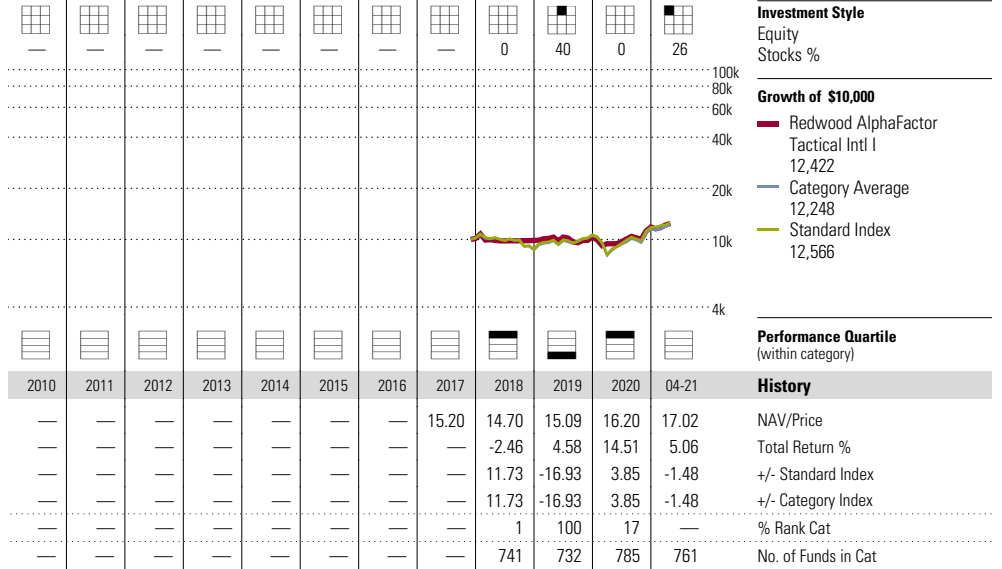 Investment Style
Equity
Stocks %
— — — — — — — — 0 40 0 26
100k
80k
60k
40k
20k
10k
4k
Growth of $10,000
Redwood AlphaFactor
Tactical Intl I
12,422
Category Average
12,248
Standard Index
12,566
Performance Quartile
(within category)
2010 2011 2012 2013 2014 2015 2016 2017 2018 2019 2020 04-21 History
— — — — — — — 15.20 14.70 15.09 16.20 17.02 NAV/Price
— — — — — — — — -2.46 4.58 14.51 5.06 Total Return %
— — — — — — — — 11.73 -16.93 3.85 -1.48 +/- Standard Index
— — — — — — — — 11.73 -16.93 3.85 -1.48 +/- Category Index
— — — — — — — — 1 100 17 — % Rank Cat
— — — — — — — — 741 732 785 761 No. of Funds in Cat